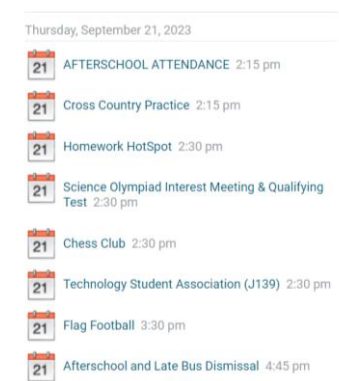 Thursday, September 21, 2023
21 AFTERSCHOOL ATTENDANCE 2:15 pm
21 Cross Country Practice 2:15 pm
21 Homework HotSpot 2:30 pm
21 Science Olympiad Interest Meeting & Qualifying
Test 2:30 pm
21 Chess Club 2:30 pm
21 Technology Student Association (J139) 2:30 pm
21 Flag Football 3:30 pm
21 Afterschool and Late Bus Dismissal 4:45 pm